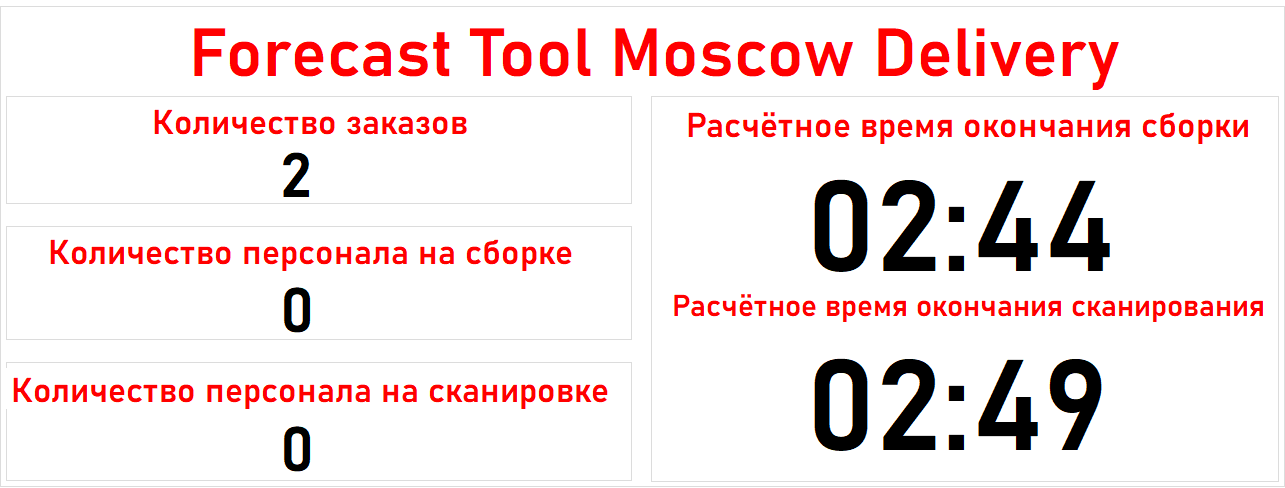 Forecast Tool Moscow Delivery
Количество заказов
2
Количество персонала на сборке
0
Количество персонала на сканировке
0
Расчётное время окончания сборки
02:44
Расчётное время окончания сканирования
02:49